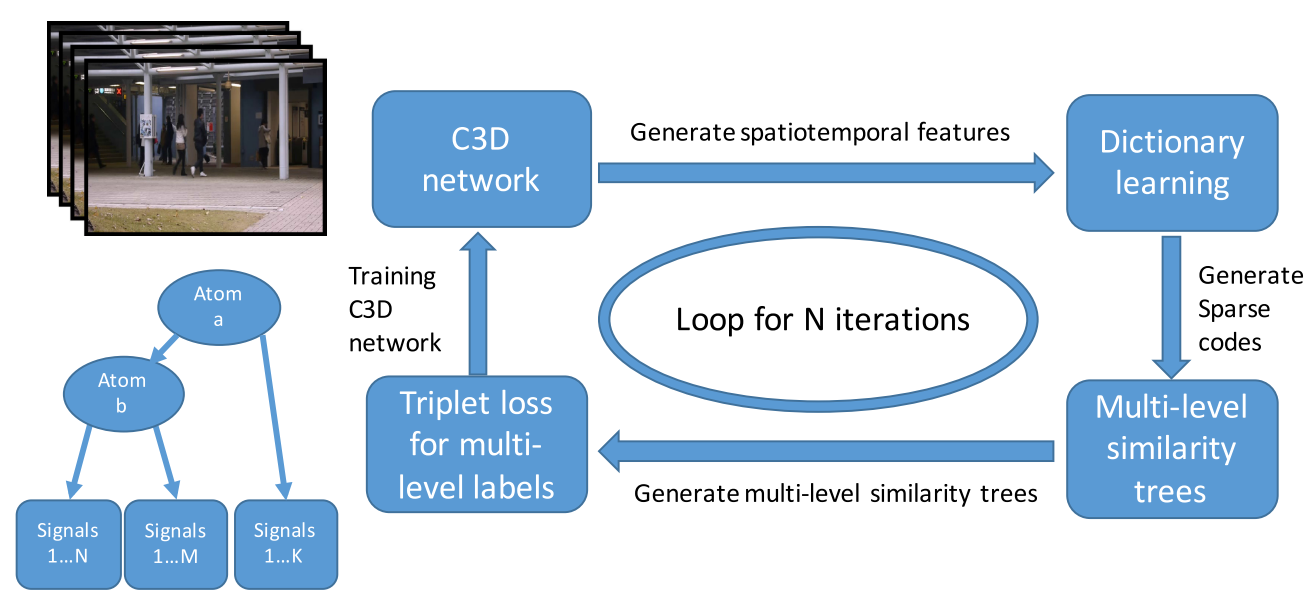 C3D
network
Generate spatiotemporal features
Dictionary
learning
Generate
Sparse
codes
Multi-level
similarity
trees
Generate multi-level similarity trees
Triplet loss
for multi-
level labels
Training
C3D
network
Loop for N iterations
Atom
a
Atom
b
Signals
1...N
Signals
1...M
Signals
1...K